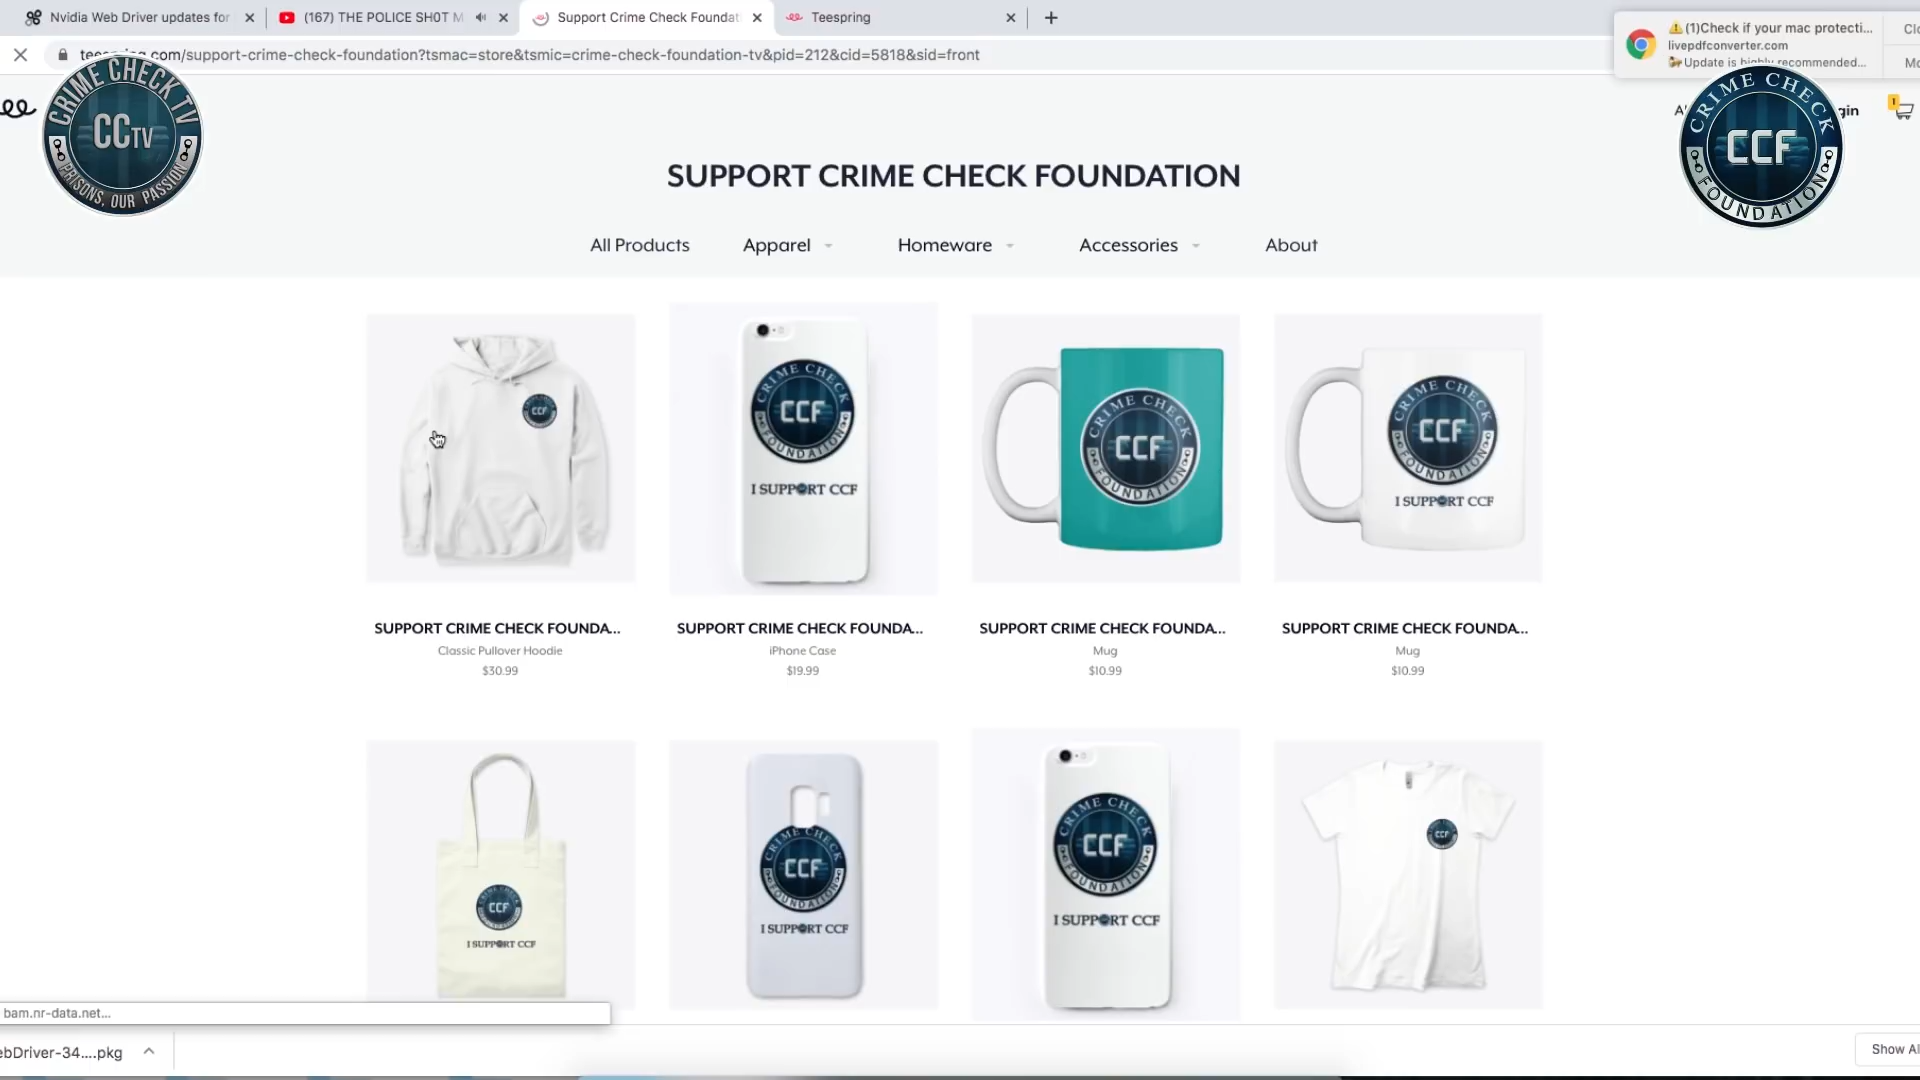 Nvidia Web Driver updates for
(167) THE POLICE SH0T M
Support Crime Check Foundat
Teespring
teespring.com/support-crime-check-foundation?tsmac=store&tsmic=crime-check-foundation-tv&pid=212&cid=5818&sid=front
⚠️(1)Check if your mac protecti...
livepdfconverter.com
Update is highly recommended...
CRIME CHECK TV
CCTV
PRISONS, OUR PASSION
CRIME CHECK
CCF
FOUNDATION
1
SUPPORT CRIME CHECK FOUNDATION
All Products
Apparel
Homeware
Accessories
About
CCF
CRIME CHECK
CCF
FOUNDATION
I SUPPORT CCF
CRIME CHECK
CCF
FOUNDATION
CRIME CHECK
CCF
FOUNDATION
I SUPPORT CCF
SUPPORT CRIME CHECK FOUNDA...
Classic Pullover Hoodie
$30.99
SUPPORT CRIME CHECK FOUNDA...
iPhone Case
$19.99
SUPPORT CRIME CHECK FOUNDA...
Mug
$10.99
SUPPORT CRIME CHECK FOUNDA...
Mug
$10.99
CCF
I SUPPORT CCF
CRIME CHECK
CCF
FOUNDATION
I SUPPORT CCF
CRIME CHECK
CCF
FOUNDATION
I SUPPORT CCF
CCF
bam.nr-data.net...
ebDriver-34....pkg
Show Al